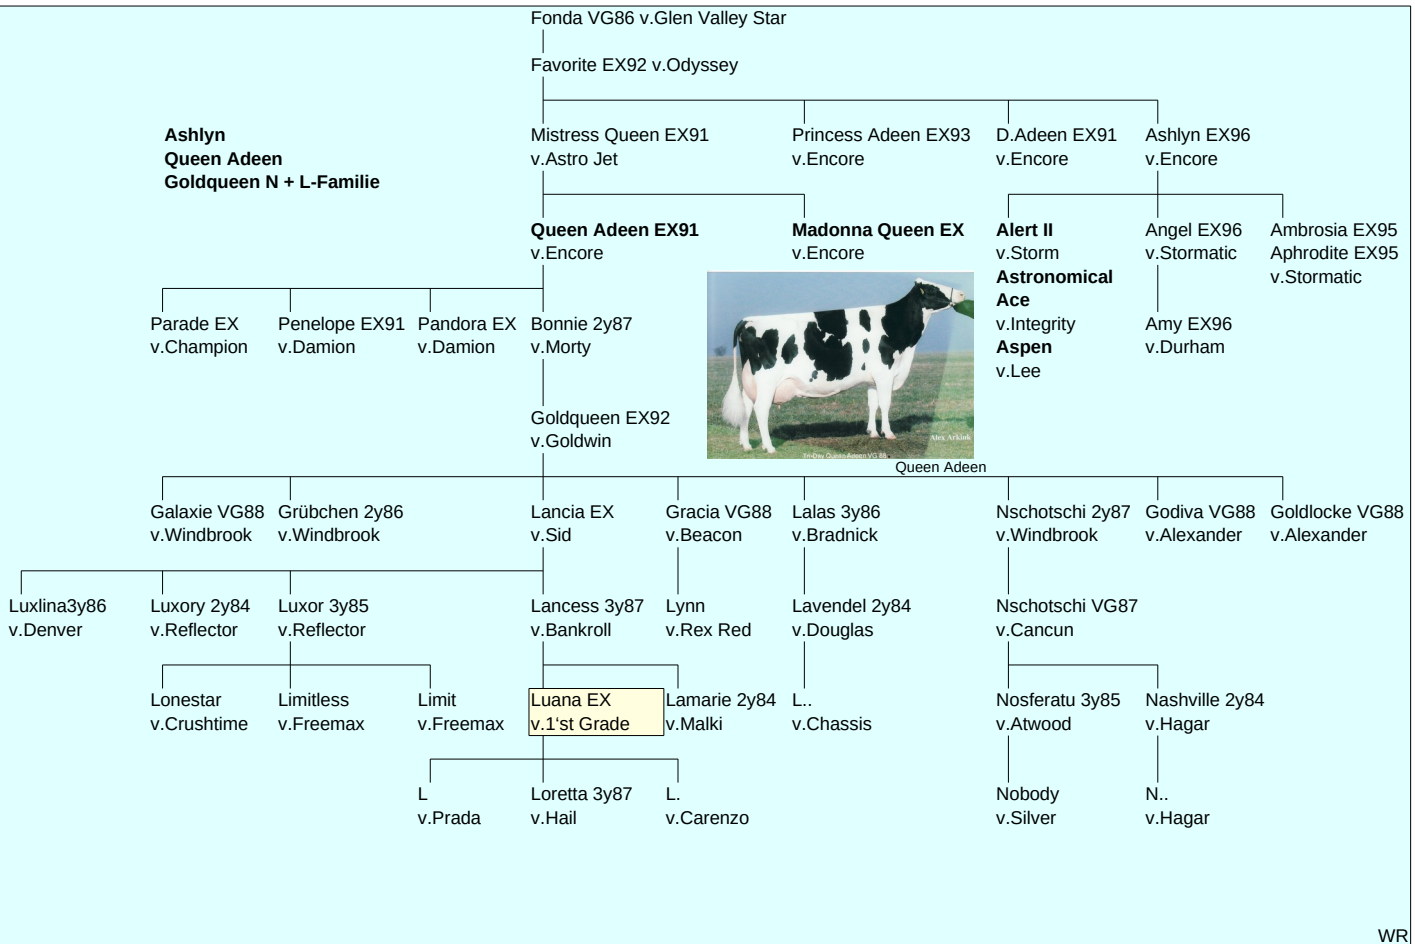 Fonda VG86 v.Glen Valley Star
Favorite EX92 v.Odyssey
Ashlyn
Queen Adeen
Goldqueen N + L-Familie
Mistress Queen EX91
v.Astro Jet
Princess Adeen EX93
v.Encore
D.Adeen EX91
v.Encore
Ashlyn EX96
v.Encore
Queen Adeen EX91
v.Encore
Madonna Queen EX
v.Encore
Alert II
v.Storm
Astronomical
Ace
v.Integrity
Aspen
v.Lee
Angel EX96
v.Stormatic
Ambrosia EX95
Aphrodite EX95
v.Stormatic
Parade EX
v.Champion
Penelope EX91
v.Damion
Pandora EX
v.Damion
Bonnie 2y87
v.Morty
Amy EX96
v.Durham
Goldqueen EX92
v.Goldwin
Alex Arkink
Tri-Day Queen Adeen VG 88
Queen Adeen
Galaxie VG88
v.Windbrook
Grübchen 2y86
v.Windbrook
Lancia EX
v.Sid
Gracia VG88
v.Beacon
Lalas 3y86
v.Bradnick
Nschotschi 2y87
v.Windbrook
Godiva VG88
v.Alexander
Goldlocke VG88
v.Alexander
Luxlina3y86
v.Denver
Luxory 2y84
v.Reflector
Luxor 3y85
v.Reflector
Lancess 3y87
v.Bankroll
Lynn
v.Rex Red
Lavendel 2y84
v.Douglas
Nschotschi VG87
v.Cancun
Lonestar
v.Crushtime
Limitless
v.Freemax
Limit
v.Freemax
Luana EX
v.1‘st Grade
Lamarie 2y84
v.Malki
L..
v.Chassis
Nosferatu 3y85
v.Atwood
Nashville 2y84
v.Hagar
L
v.Prada
Loretta 3y87
v.Hail
L.
v.Carenzo
Nobody
v.Silver
N..
v.Hagar
WR